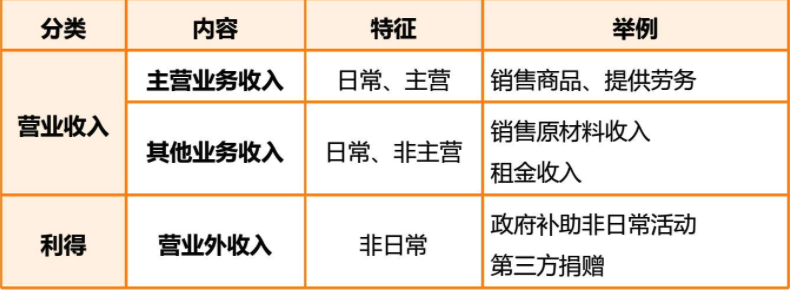 分类 内容 特征 举例
营业收入 主营业务收入 日常、主营 销售商品、提供劳务
其他业务收入 日常、非主营 销售原材料收入
租金收入
利得 营业外收入 非日常 政府补助非日常活动
第三方捐赠